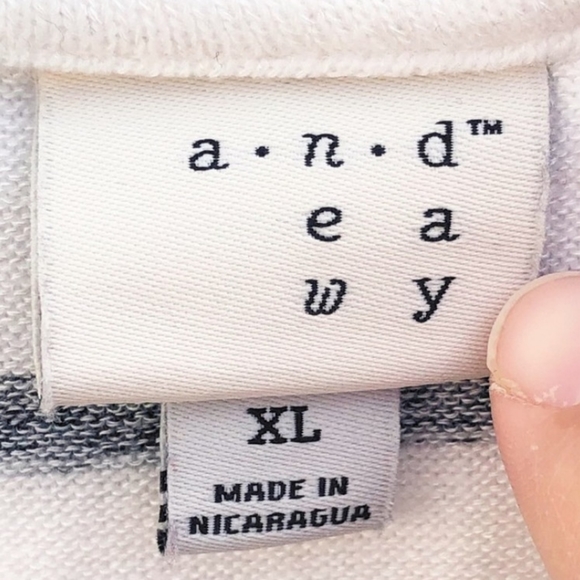 a•n•d™
e a
w y
XL
MADE IN
NICARAGUA